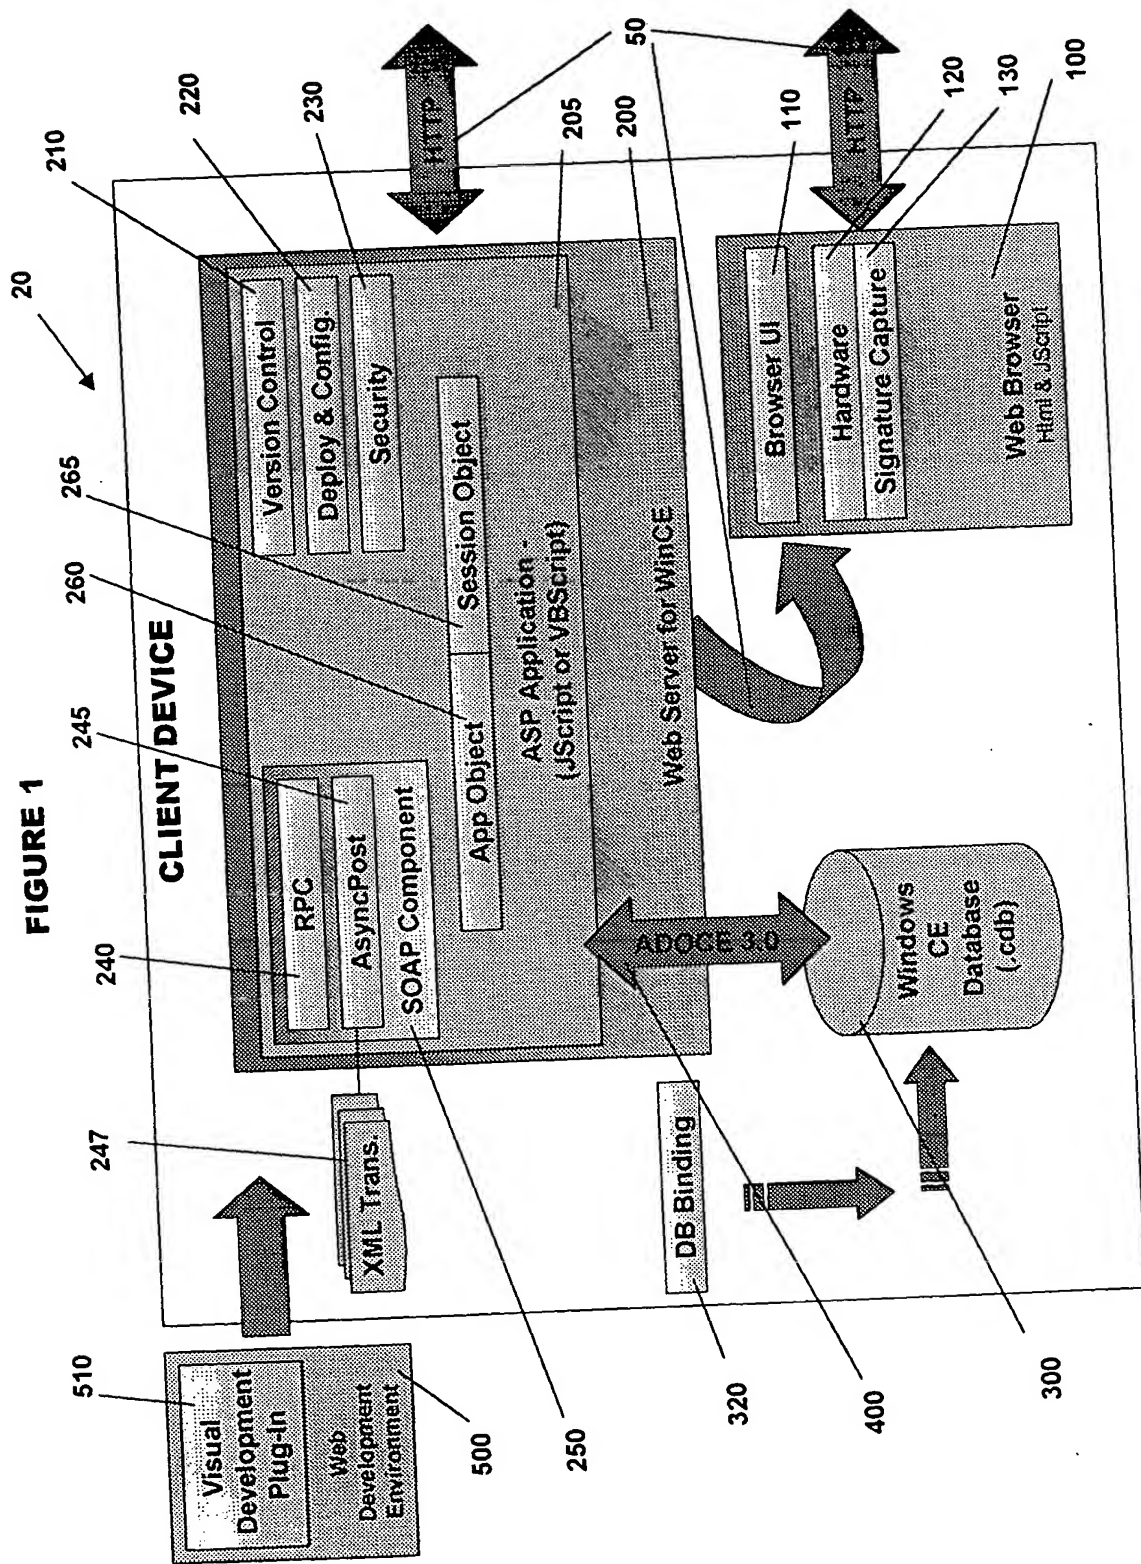 FIGURE 1
20
CLIENT DEVICE
510
247
240
245
260
265
210
220
230
Visual
Development
Plug-In
Web
Development
Environment
500
250
XML Trans.
RPC
AsyncPost
SOAP Component
Version Control
Deploy & Config.
Security
HTTP
App Object
Session Object
ASP Application -
(JScript or VBScript)
Web Server for WinCE
50
205
200
DB Binding
320
400
300
ADOCE 3.0
Windows
CE
Database
(.cdb)
Browser UI
Hardware
Signature Capture
Web Browser
Html & JScript
HTTP
110
120
130
100